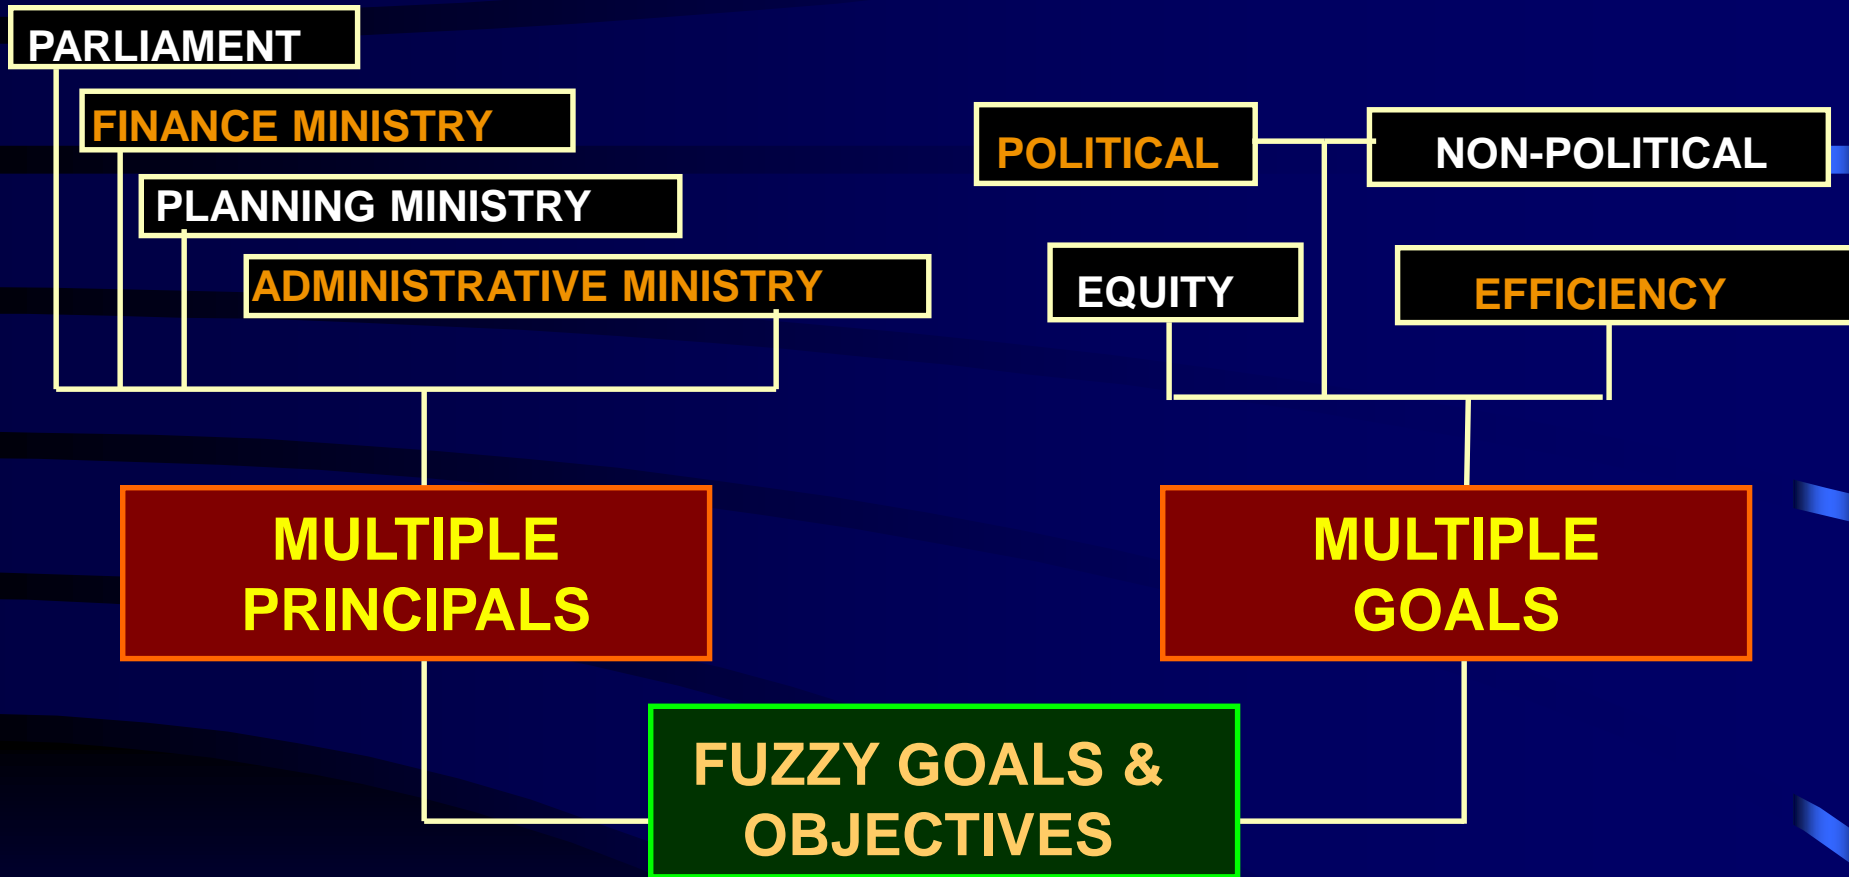 PARLIAMENT
FINANCE MINISTRY
PLANNING MINISTRY
ADMINISTRATIVE MINISTRY
POLITICAL
NON-POLITICAL
EQUITY
EFFICIENCY
MULTIPLE
PRINCIPALS
MULTIPLE
GOALS
FUZZY GOALS &
OBJECTIVES